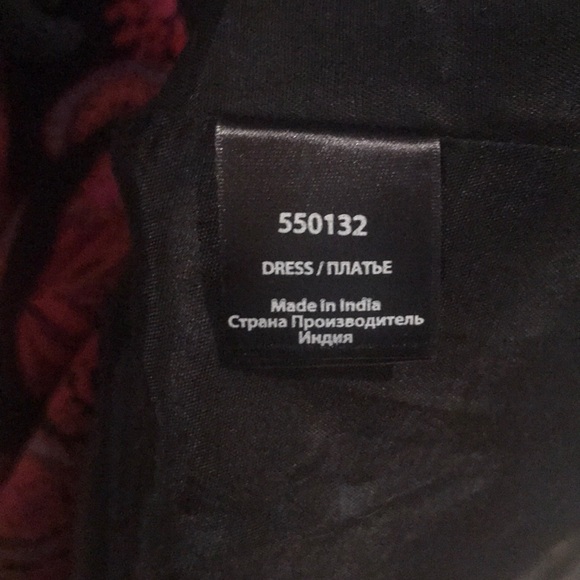 550132
DRESS / ПЛАТЬЕ
Made in India
Страна Производитель
Индия